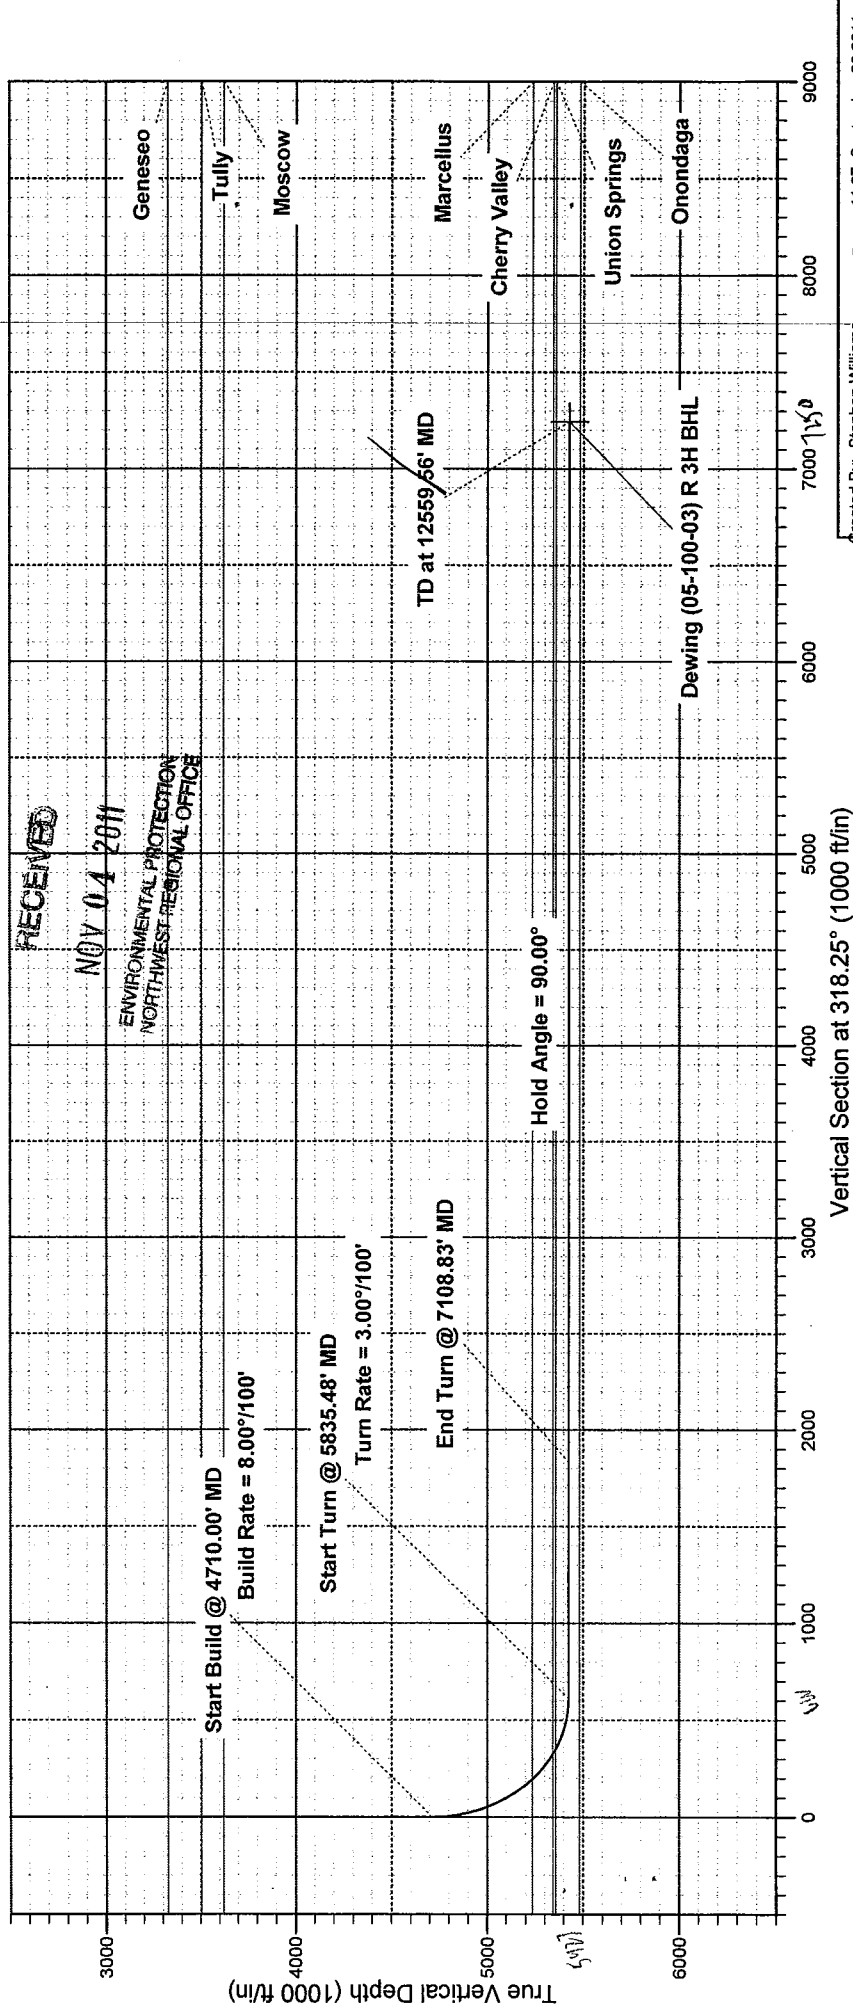 RECEIVED
NOV 04 2011
ENVIRONMENTAL PROTECTION
NORTHWEST REGIONAL OFFICE
Geneseo
Tully
Moscow
Marcellus
Cherry Valley
Union Springs
Onondaga
Start Build @ 4710.00' MD
Build Rate = 8.00°/100'
Start Turn @ 5835.48' MD
Turn Rate = 3.00°/100'
End Turn @ 7108.83' MD
Hold Angle = 90.00°
TD at 12559.56' MD
Dewing (05-100-03) R 3H BHL
True Vertical Depth (1000 ft/in)
3000
4000
5000
6000
0
1000
2000
3000
4000
5000
6000
7000
7250
8000
9000
Vertical Section at 318.25° (1000 ft/in)